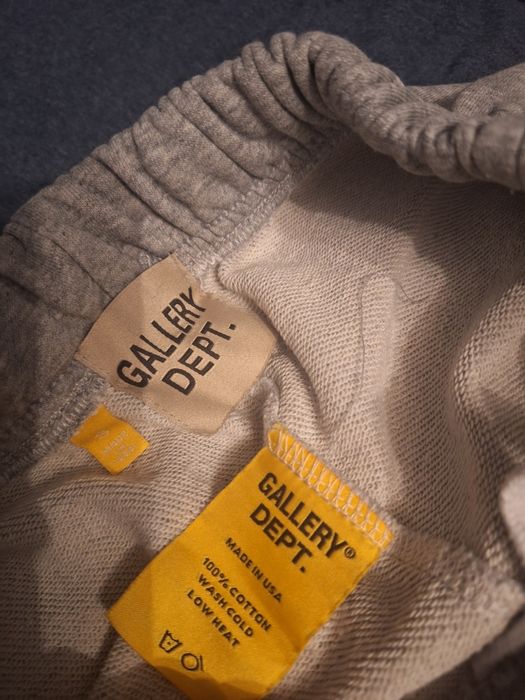 GALLERY
DEPT.
GALLERY®
DEPT.
MADE IN USA
100% COTTON
WASH COLD
LOW HEAT